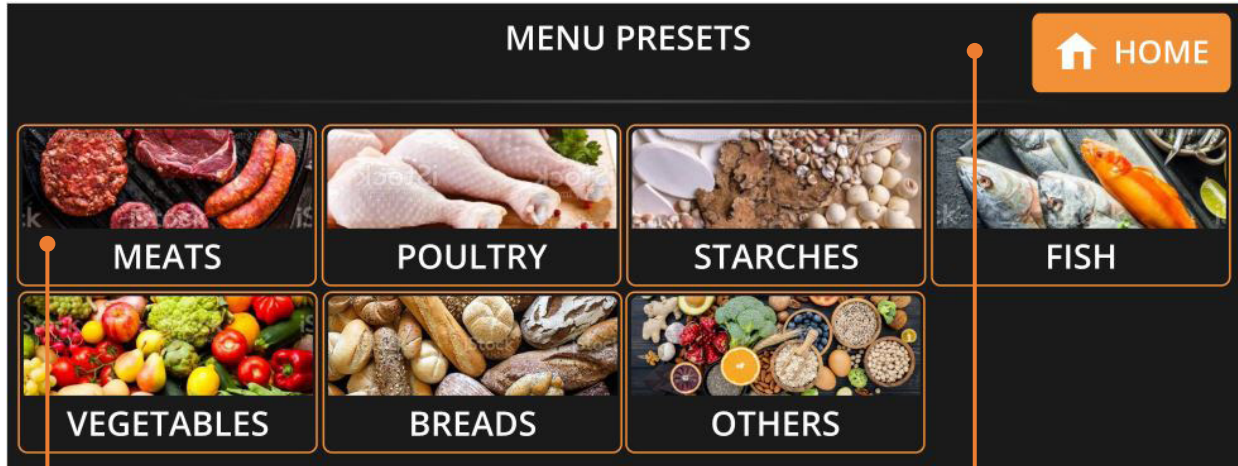 MENU PRESETS
HOME
MEATS
POULTRY
STARCHES
FISH
VEGETABLES
BREADS
OTHERS